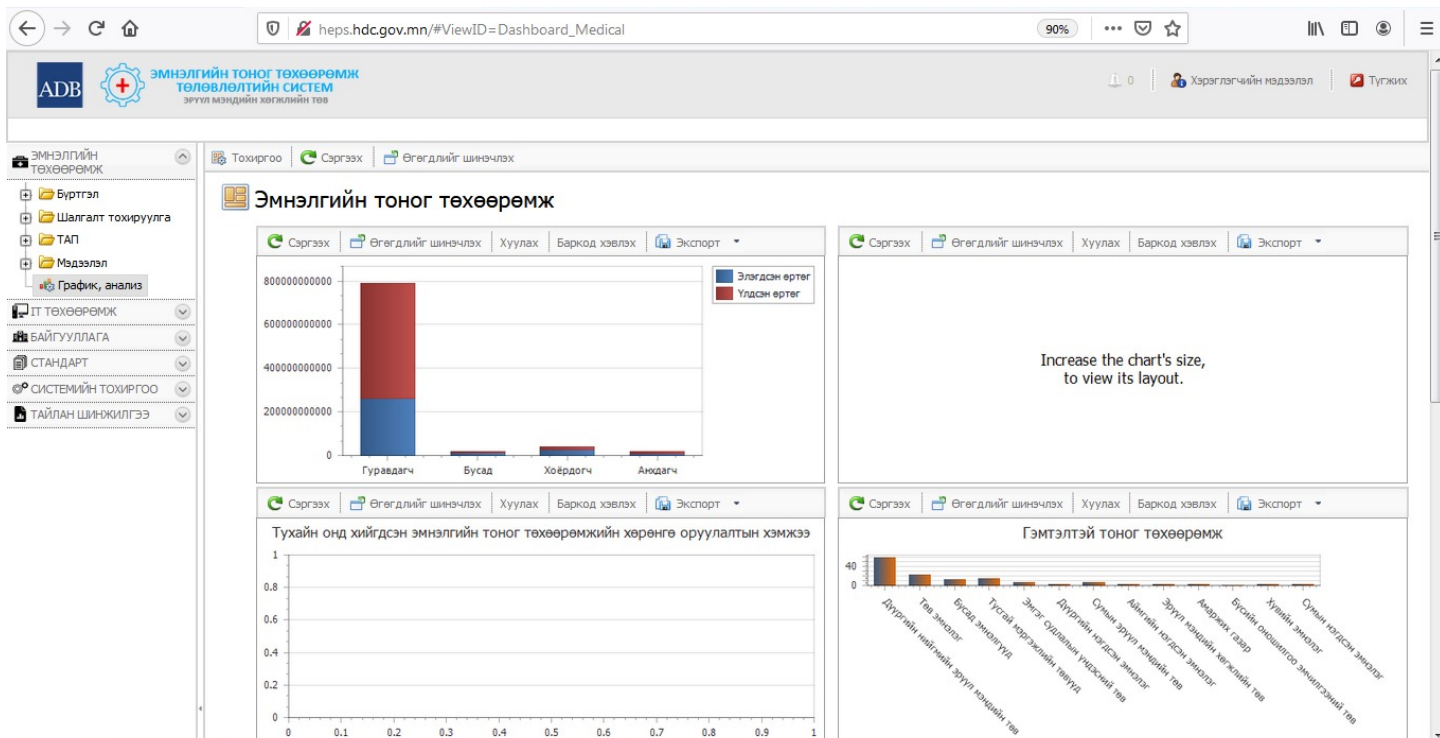 heps.hdc.gov.mn/#ViewID=Dashboard_Medical
90%
ADB
ЭМНЭЛГИЙН ТОНОГ ТӨХӨӨРӨМЖ
ТӨЛӨВЛӨЛТИЙН СИСТЕМ
ЭРҮҮЛ МЭНДИЙН ХӨГЖЛИЙН ТӨВ
0
Хэрэглэгчийн мэдээлэл
Түгжих
ЭМНЭЛГИЙН
ТӨХӨӨРӨМЖ
Бүртгэл
Шалгалт тохируулга
ТАП
Мэдээлэл
График, анализ
IT ТӨХӨӨРӨМЖ
БАЙГУУЛЛАГА
СТАНДАРТ
СИСТЕМИЙН ТОХИРГОО
ТАЙЛАН ШИНЖИЛГЭЭ
Тохиргоо Сэргээх Өгөгдлийг шинэчлэх
Эмнэлгийн тоног төхөөрөмж
Сэргээх Өгөгдлийг шинэчлэх Хуулах Баркод хэвлэх Экспорт
800000000000
600000000000
400000000000
200000000000
0
Гуравдагч Бусад Хоёрдогч Анхдагч
Элэгдсэн өртөг
Үлдсэн өртөг
Сэргээх Өгөгдлийг шинэчлэх Хуулах Баркод хэвлэх Экспорт
Increase the chart's size,
to view its layout.
Сэргээх Өгөгдлийг шинэчлэх Хуулах Баркод хэвлэх Экспорт
Тухайн онд хийгдсэн эмнэлгийн тоног төхөөрөмжийн хөрөнгө оруулалтын хэмжээ
1
0.8
0.6
0.4
0.2
0
0 0.1 0.2 0.3 0.4 0.5 0.6 0.7 0.8 0.9 1
Сэргээх Өгөгдлийг шинэчлэх Хуулах Баркод хэвлэх Экспорт
Гэмтэлтэй тоног төхөөрөмж
40
0
Дүүргийн нийгмийн эрүүл мэндийн төв
Төв эмнэлэг
Бусад эмнэлгүүд
Тусгай мэргэжлийн төвүүд
Эмгэг судлалын үндэсний төв
Дүүргийн нэгдсэн эмнэлэг
Сумын эрүүл мэндийн төв
Аймгийн нэгдсэн эмнэлэг
Эрүүл мэндийн хөгжлийн төв
Амаржих газар
Бүсийн оношилгоо эмчилгээний төв
Хувийн эмнэлэг
Сумын нэгдсэн эмнэлэг